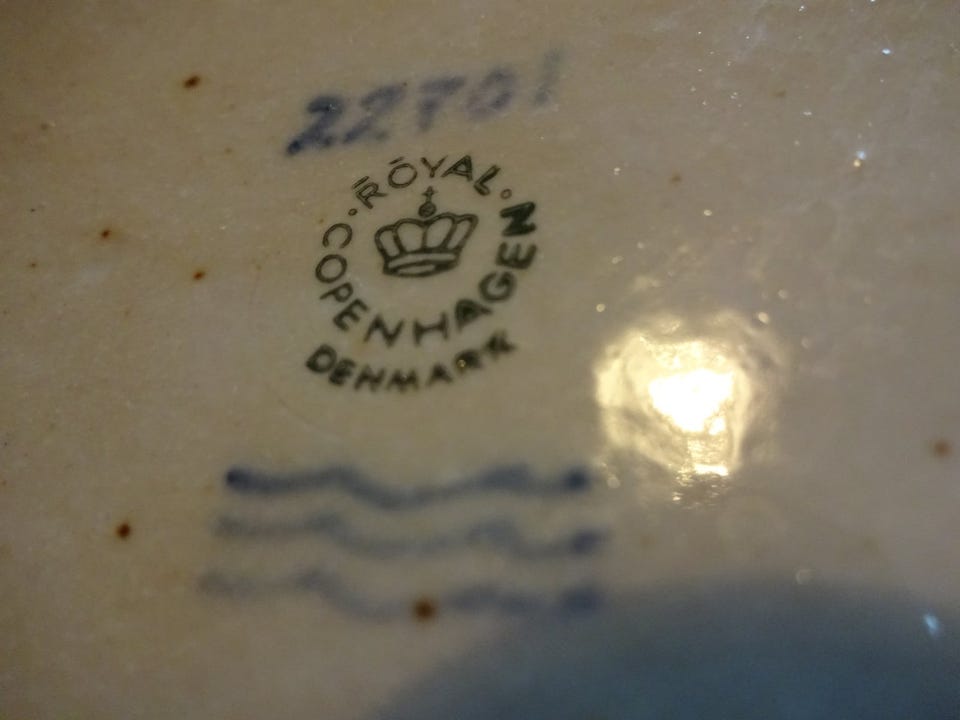 22701
ROYAL
COPENHAGEN
DENMARK